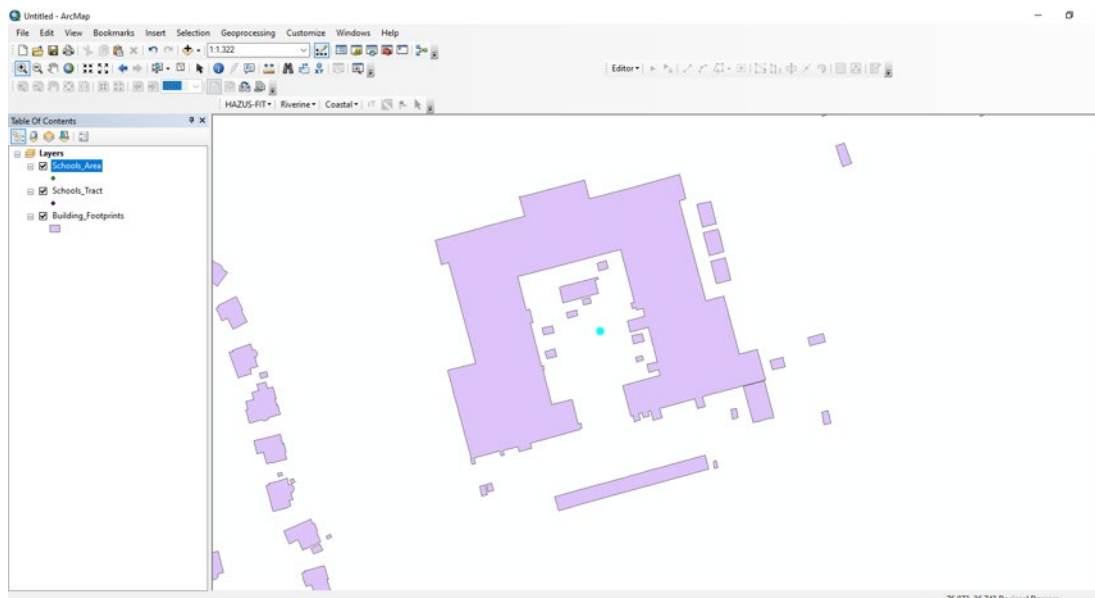 Untitled - ArcMap
File Edit View Bookmarks Insert Selection Geoprocessing Customize Windows Help
1:1.322
Editor
HAZUS-FIT Riverine Coastal
Table Of Contents
Layers
Schools_Area
Schools_Tract
Building_Footprints